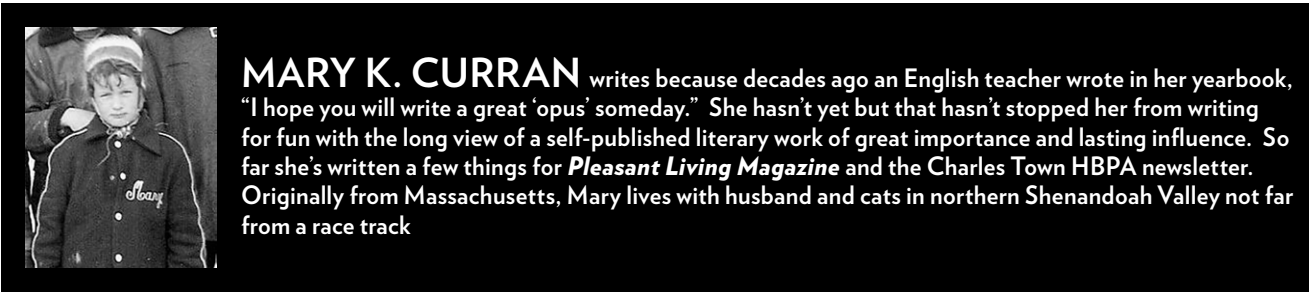 Mary
MARY K. CURRAN writes because decades ago an English teacher wrote in her yearbook,
“I hope you will write a great ‘opus’ someday.”  She hasn’t yet but that hasn’t stopped her from writing
for fun with the long view of a self-published literary work of great importance and lasting influence.  So
far she’s written a few things for Pleasant Living Magazine and the Charles Town HBPA newsletter.
Originally from Massachusetts, Mary lives with husband and cats in northern Shenandoah Valley not far
from a race track